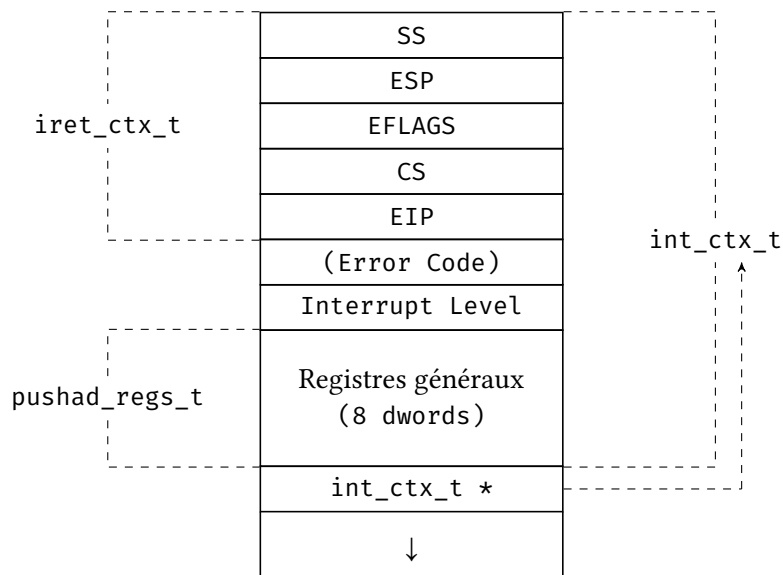 SS
ESP
EFLAGS
iret_ctx_t
CS
EIP
int_ctx_t
(Error Code)
Interrupt Level
Registres généraux
(8 dwords)
pushad_regs_t
int_ctx_t *
↓